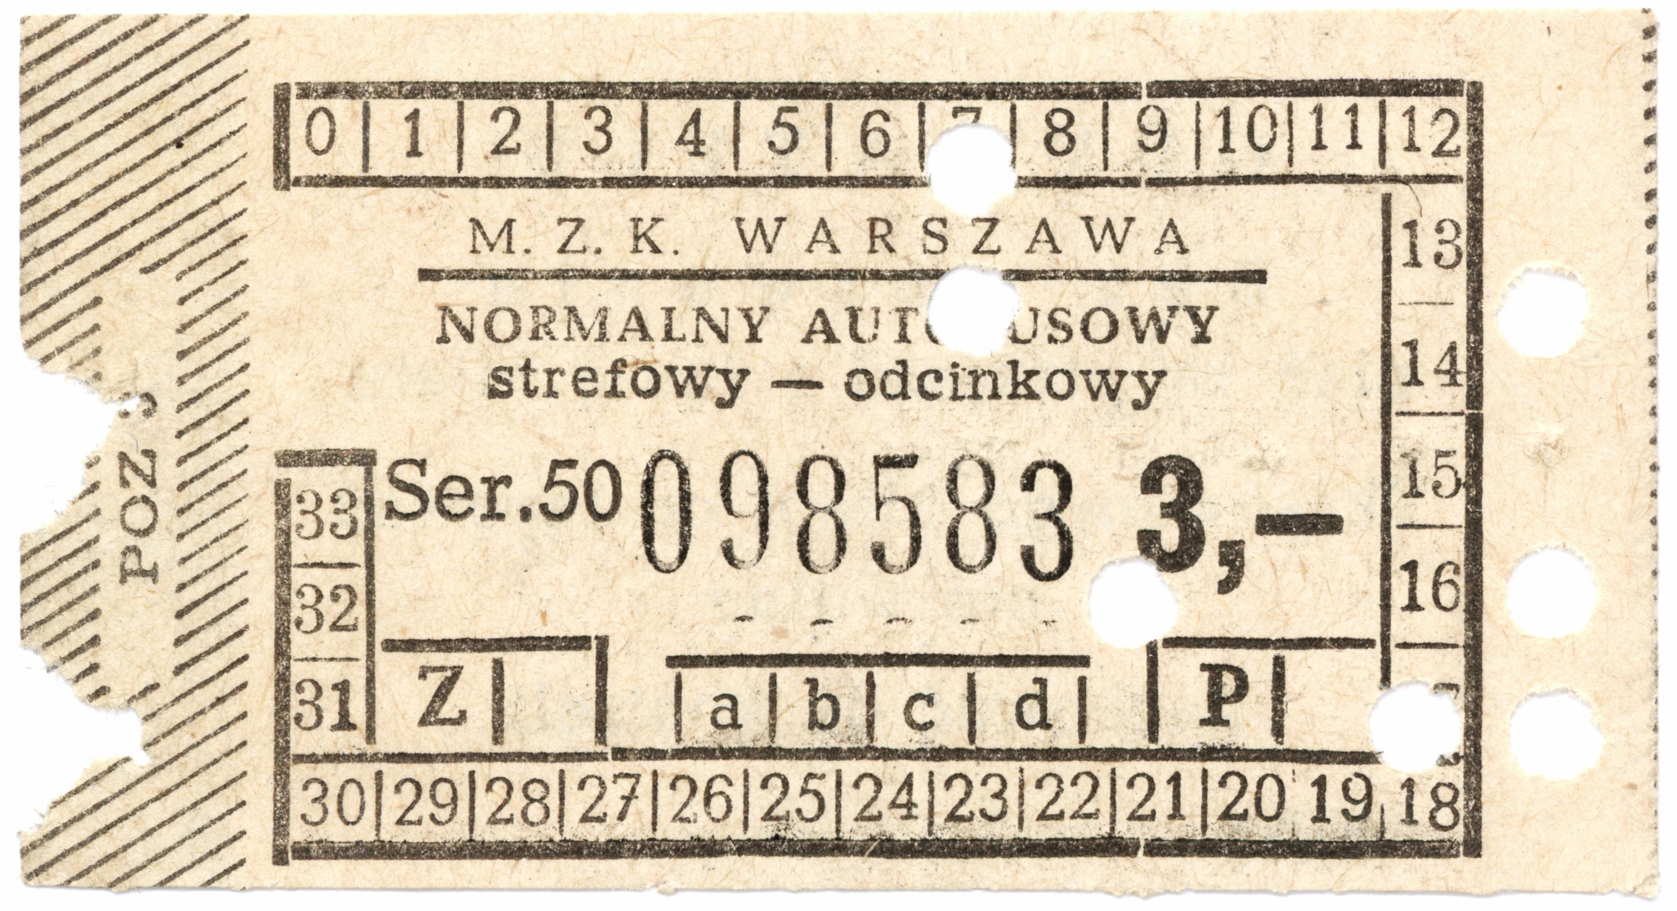 0 1 2 3 4 5 6 7 8 9 10 11 12
M. Z. K. WARSZAWA
NORMALNY
strefowy — odcinkowy
Ser.50 098583 3,—
13
14
15
16
33
32
31
Z a b c d P
30 29 28 27 26 25 24 23 22 21 20 19 18
POZ